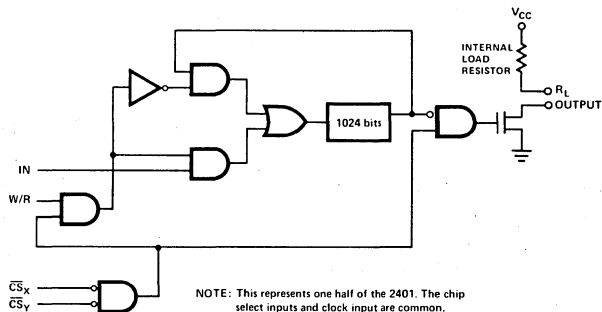 VCC
INTERNAL
LOAD
RESISTOR
RL
OUTPUT
1024 bits
IN
W/R
CSX
CSY
NOTE: This represents one half of the 2401. The chip
select inputs and clock input are common.